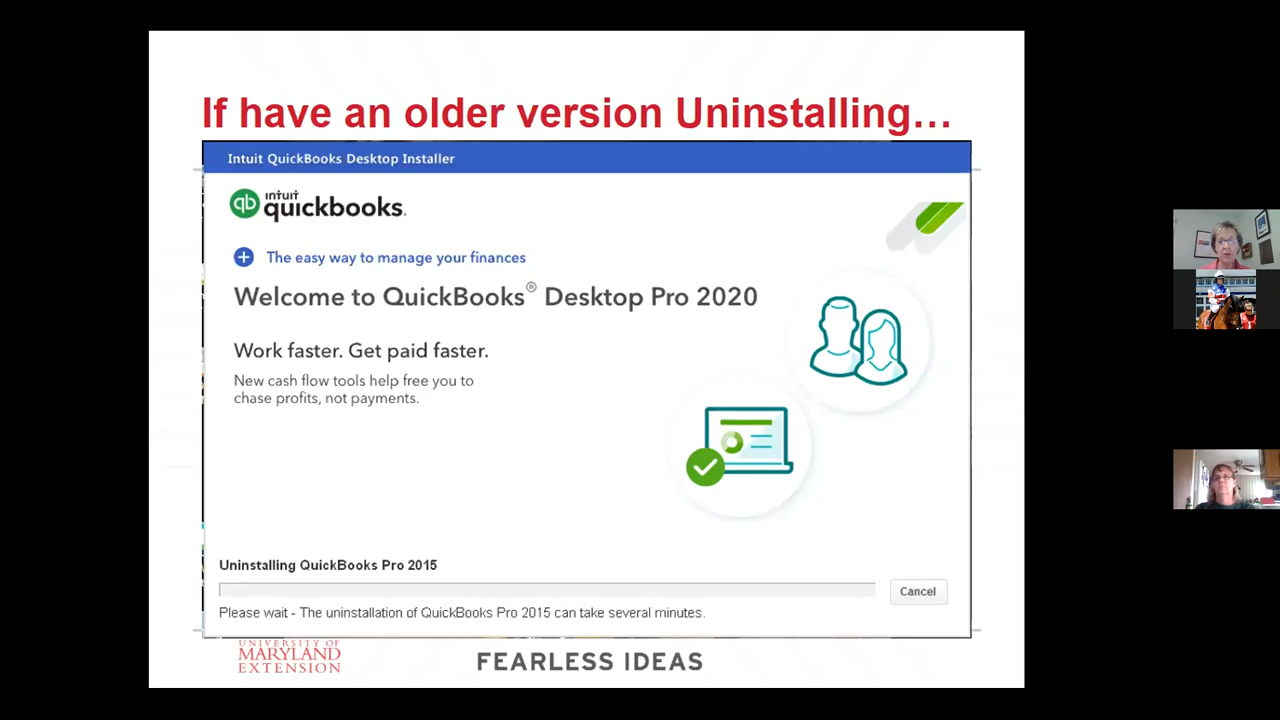 If have an older version Uninstalling...
Intuit QuickBooks Desktop Installer
qb
intuit
quickbooks.
The easy way to manage your finances
Welcome to QuickBooks® Desktop Pro 2020
Work faster. Get paid faster.
New cash flow tools help free you to
chase profits, not payments.
Uninstalling QuickBooks Pro 2015
Cancel
Please wait - The uninstallation of QuickBooks Pro 2015 can take several minutes.
UNIVERSITY OF
MARYLAND
EXTENSION
FEARLESS IDEAS